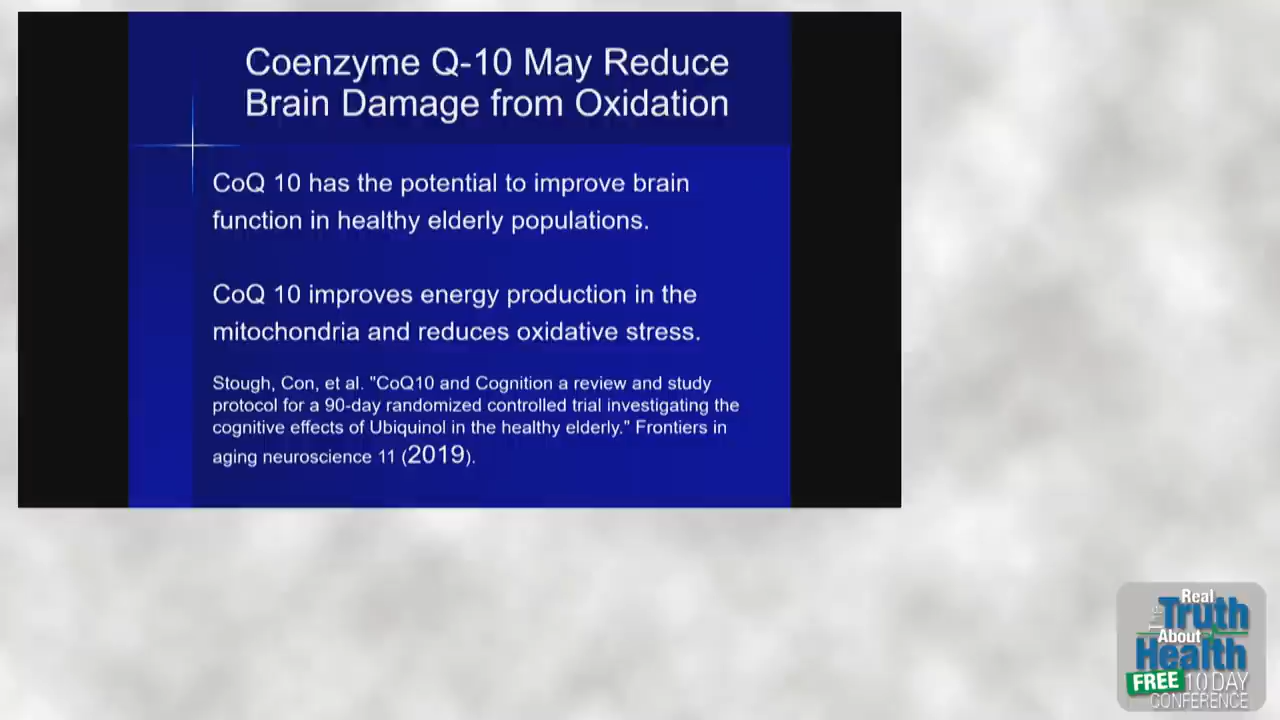 Coenzyme Q-10 May Reduce
Brain Damage from Oxidation
CoQ 10 has the potential to improve brain
function in healthy elderly populations.
CoQ 10 improves energy production in the
mitochondria and reduces oxidative stress.
Stough, Con, et al. "CoQ10 and Cognition a review and study
protocol for a 90-day randomized controlled trial investigating the
cognitive effects of Ubiquinol in the healthy elderly." Frontiers in
aging neuroscience 11 (2019).
The Real
Truth
About
Health
FREE 10 DAY
CONFERENCE